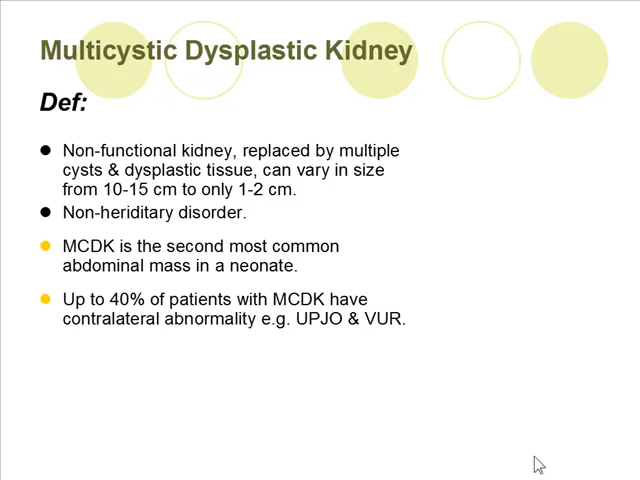 Multicystic Dysplastic Kidney
Def:
Non-functional kidney, replaced by multiple
cysts & dysplastic tissue, can vary in size
from 10-15 cm to only 1-2 cm.
Non-heriditary disorder.
MCDK is the second most common
abdominal mass in a neonate.
Up to 40% of patients with MCDK have
contralateral abnormality e.g. UPJO & VUR.